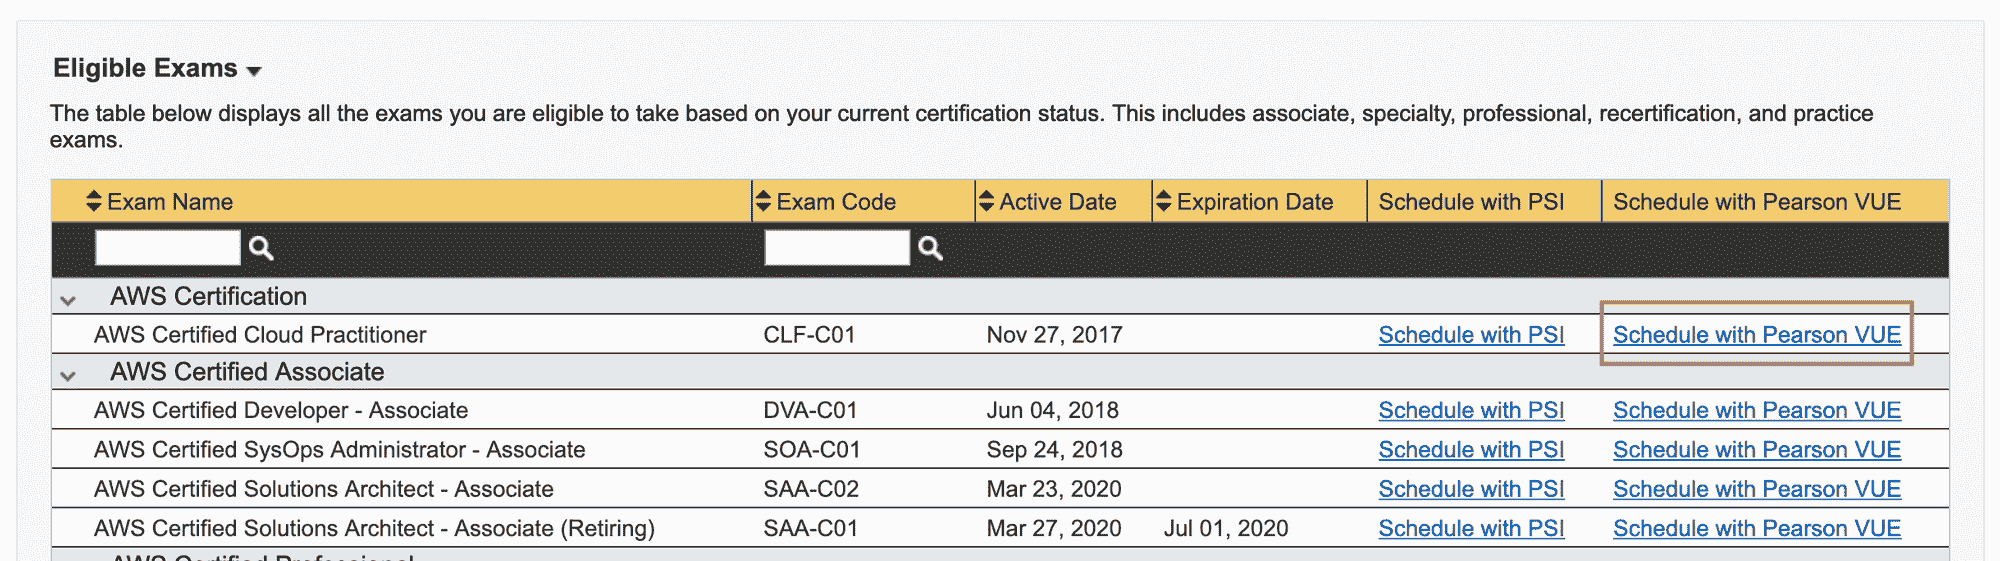 Eligible Exams
The table below displays all the exams you are eligible to take based on your current certification status. This includes associate, specialty, professional, recertification, and practice
exams.
Exam Name Exam Code Active Date Expiration Date Schedule with PSI Schedule with Pearson VUE
AWS Certification
AWS Certified Cloud Practitioner CLF-C01 Nov 27, 2017 Schedule with PSI Schedule with Pearson VUE
AWS Certified Associate
AWS Certified Developer - Associate DVA-C01 Jun 04, 2018 Schedule with PSI Schedule with Pearson VUE
AWS Certified SysOps Administrator - Associate SOA-C01 Sep 24, 2018 Schedule with PSI Schedule with Pearson VUE
AWS Certified Solutions Architect - Associate SAA-C02 Mar 23, 2020 Schedule with PSI Schedule with Pearson VUE
AWS Certified Solutions Architect - Associate (Retiring) SAA-C01 Mar 27, 2020 Jul 01, 2020 Schedule with PSI Schedule with Pearson VUE
AWS Certified Professional